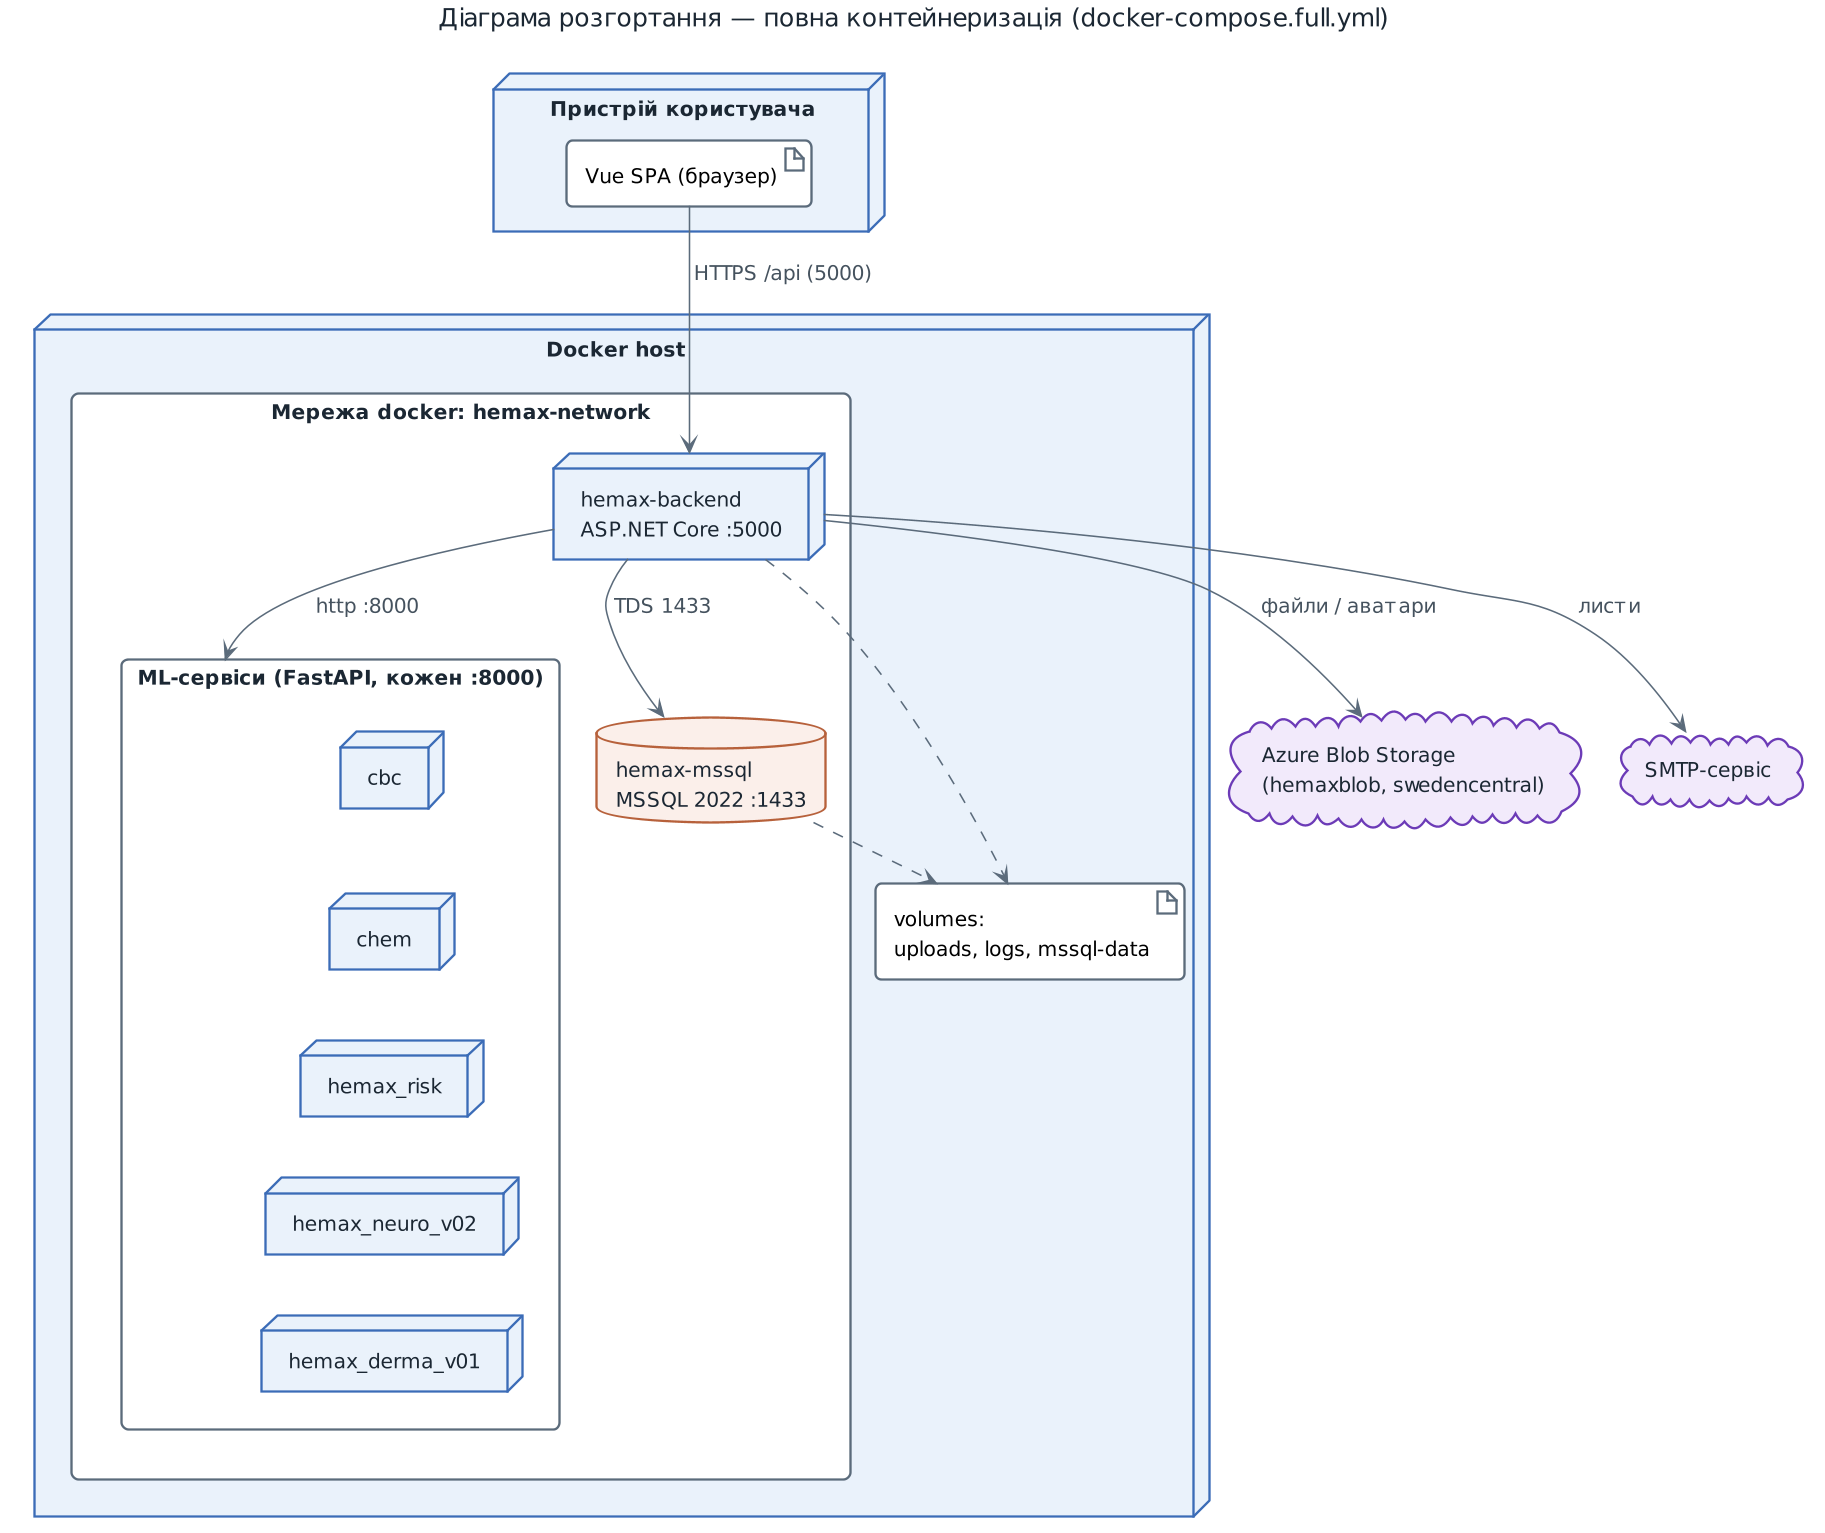 Діаграма розгортання — повна контейнеризація (docker-compose.full.yml)
Пристрій користувача
Vue SPA (браузер)
HTTPS /api (5000)
Docker host
Мережа docker: hemax-network
hemax-backend
ASP.NET Core :5000
http :8000
TDS 1433
файли / аватари
листи
ML-сервіси (FastAPI, кожен :8000)
cbc
hemax-mssql
MSSQL 2022 :1433
Azure Blob Storage
(hemaxblob, swedencentral)
SMTP-сервіс
volumes:
uploads, logs, mssql-data
chem
hemax_risk
hemax_neuro_v02
hemax_derma_v01